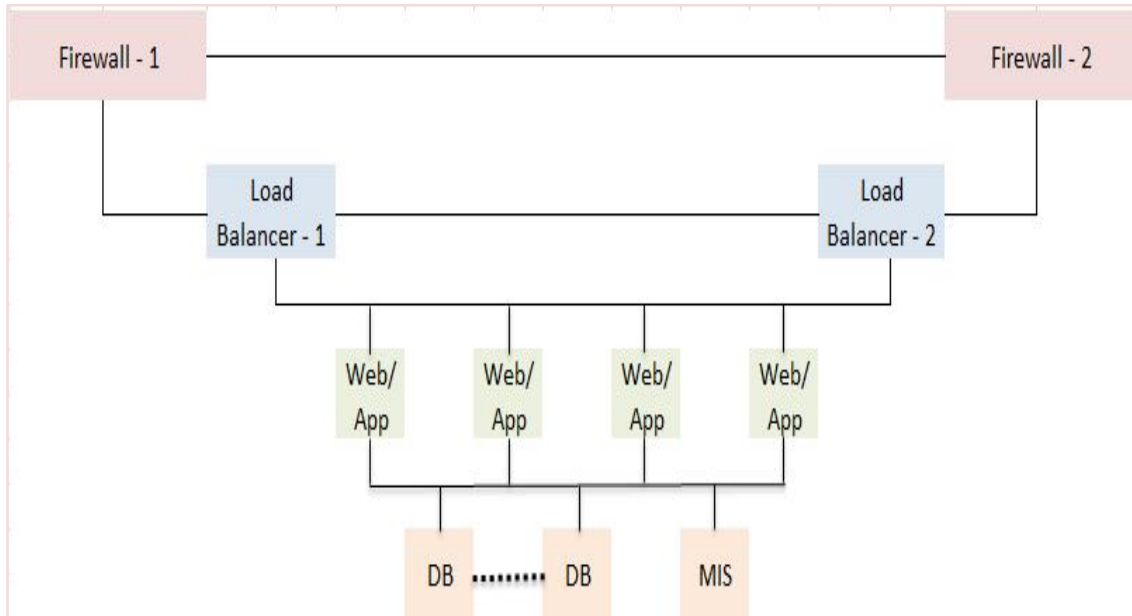 Firewall - 1
Firewall - 2
Load
Balancer - 1
Load
Balancer - 2
Web/
App
Web/
App
Web/
App
Web/
App
DB
DB
MIS